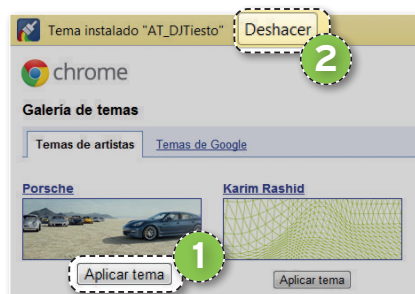 Tema instalado "AT_DJTiesto" Deshacer
2
chrome
Galería de temas
Temas de artistas Temas de Google
Porsche Karim Rashid
1
Aplicar tema Aplicar tema